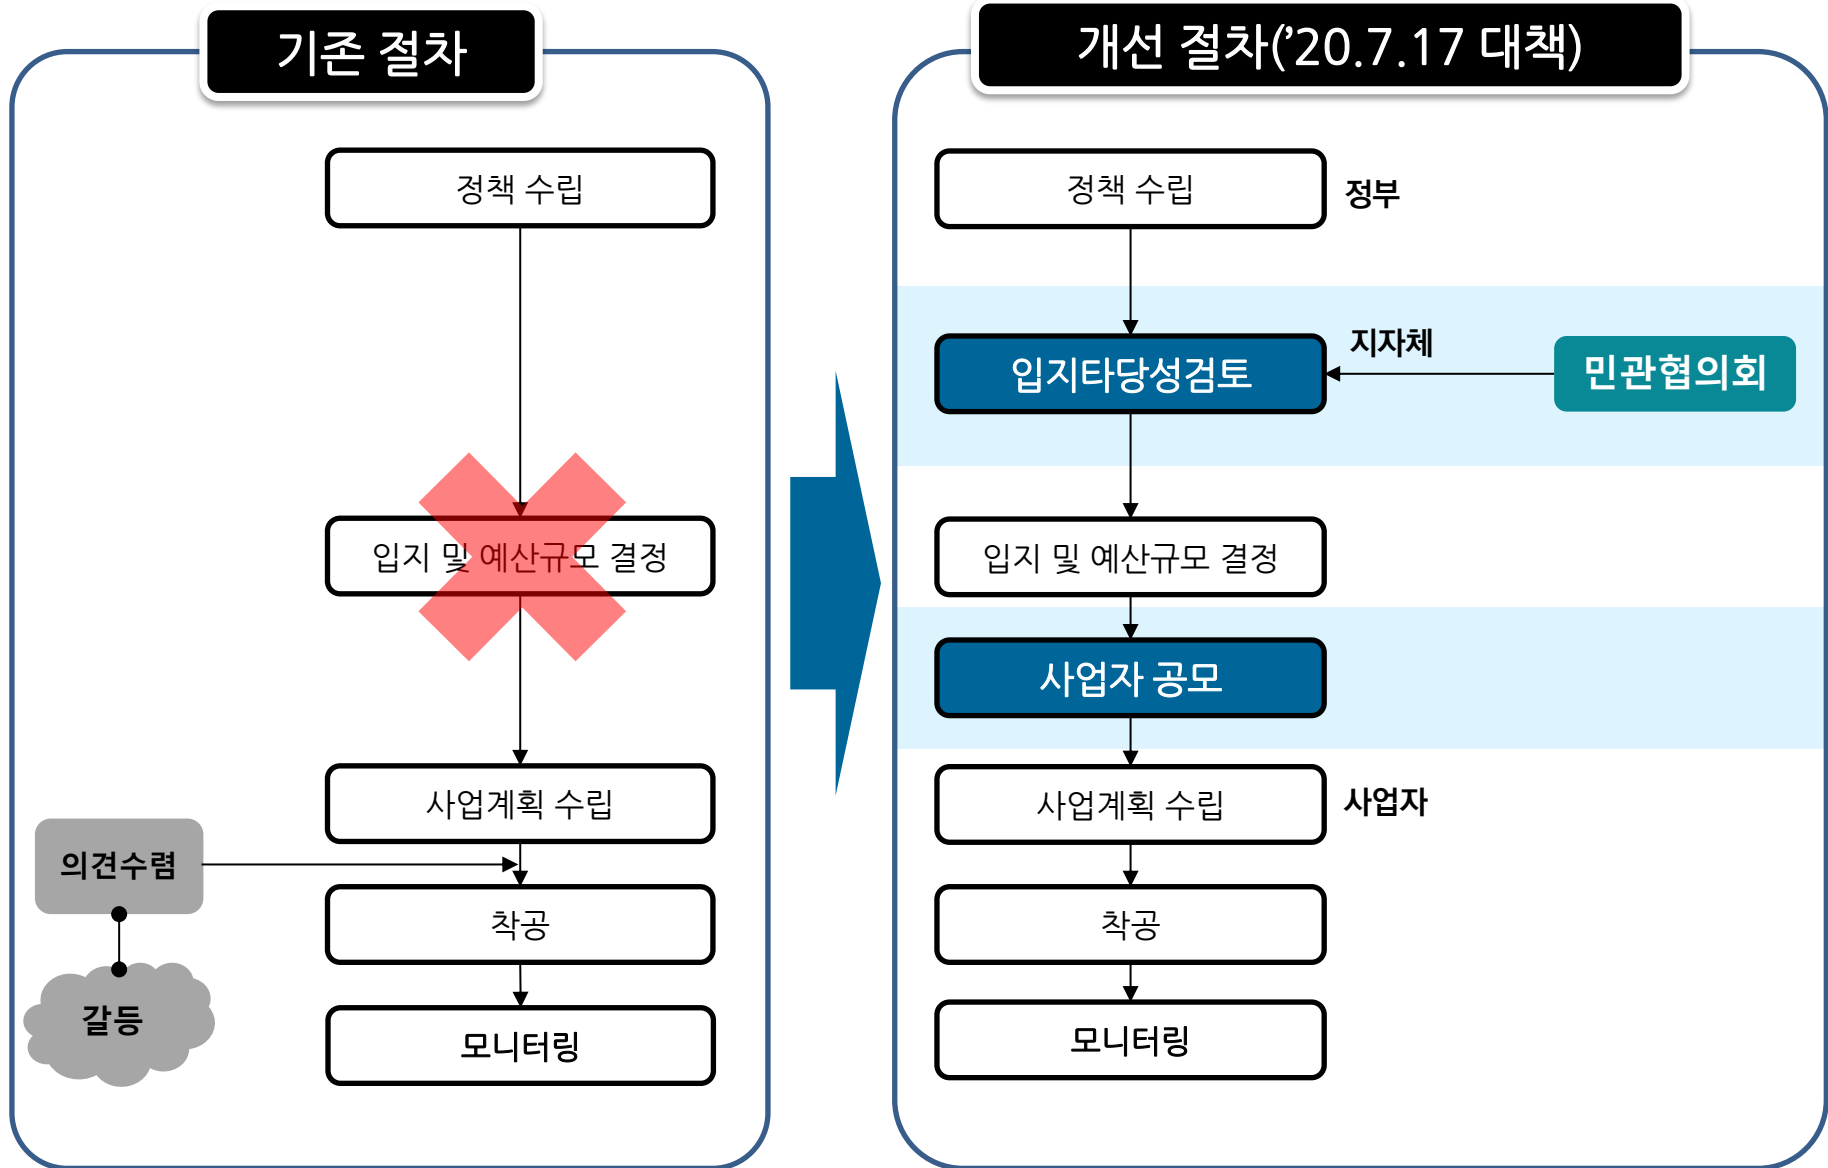 기존 절차
정책 수립
입지 및 예산규모 결정
사업계획 수립
의견수렴
착공
갈등
모니터링
개선 절차(’20.7.17 대책)
정책 수립
정부
입지타당성검토
지자체
민관협의회
입지 및 예산규모 결정
사업자 공모
사업계획 수립
사업자
착공
모니터링